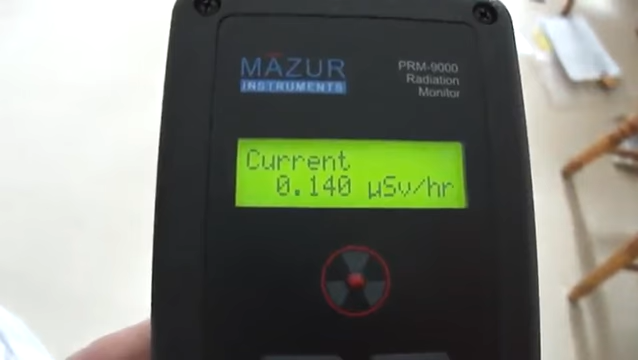 MAZUR
INSTRUMENTS
PRM-9000
Radiation
Monitor
Current
0.140 µSv/hr